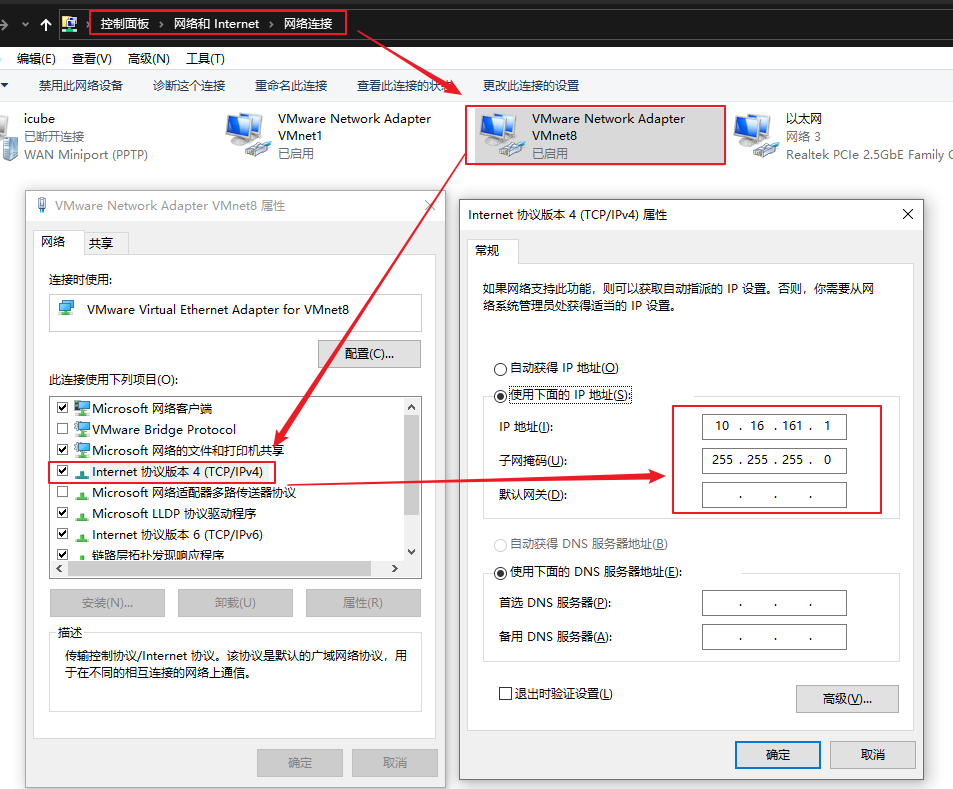 控制面板 › 网络和 Internet › 网络连接
编辑(E) 查看(V) 高级(N) 工具(T)
禁用此网络设备 诊断这个连接 重命名此连接 查看此连接的状 更改此连接的设置
icube
已断开连接
WAN Miniport (PPTP)
VMware Network Adapter
VMnet1
已启用
VMware Network Adapter
VMnet8
已启用
以太网
网络 3
Realtek PCIe 2.5GbE Family
VMware Network Adapter VMnet8 属性
网络 共享
连接时使用:
VMware Virtual Ethernet Adapter for VMnet8
配置(C)...
此连接使用下列项目(O):
Microsoft 网络客户端
VMware Bridge Protocol
Microsoft 网络的文件和打印机共享
Internet 协议版本 4 (TCP/IPv4)
Microsoft 网络适配器多路传送器协议
Microsoft LLDP 协议驱动程序
Internet 协议版本 6 (TCP/IPv6)
链路层拓扑发现响应程序
安装(N)... 卸载(U) 属性(R)
描述
传输控制协议/Internet 协议。该协议是默认的广域网络协议，用
于在不同的相互连接的网络上通信。
确定 取消
Internet 协议版本 4 (TCP/IPv4) 属性
常规
如果网络支持此功能，则可以获取自动指派的 IP 设置。否则，你需要从网
络系统管理员处获得适当的 IP 设置。
自动获得 IP 地址(O)
使用下面的 IP 地址(S):
IP 地址(I): 10 . 16 . 161 . 1
子网掩码(U): 255 . 255 . 255 . 0
默认网关(D): . . .
自动获得 DNS 服务器地址(B)
使用下面的 DNS 服务器地址(E):
首选 DNS 服务器(P): . . .
备用 DNS 服务器(A): . . .
退出时验证设置(L)
高级(V)...
确定 取消